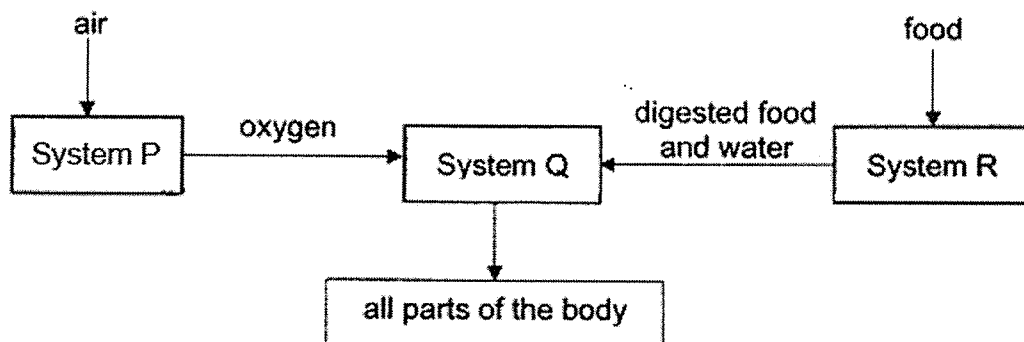 air
food
System P
oxygen
System Q
digested food
and water
System R
all parts of the body